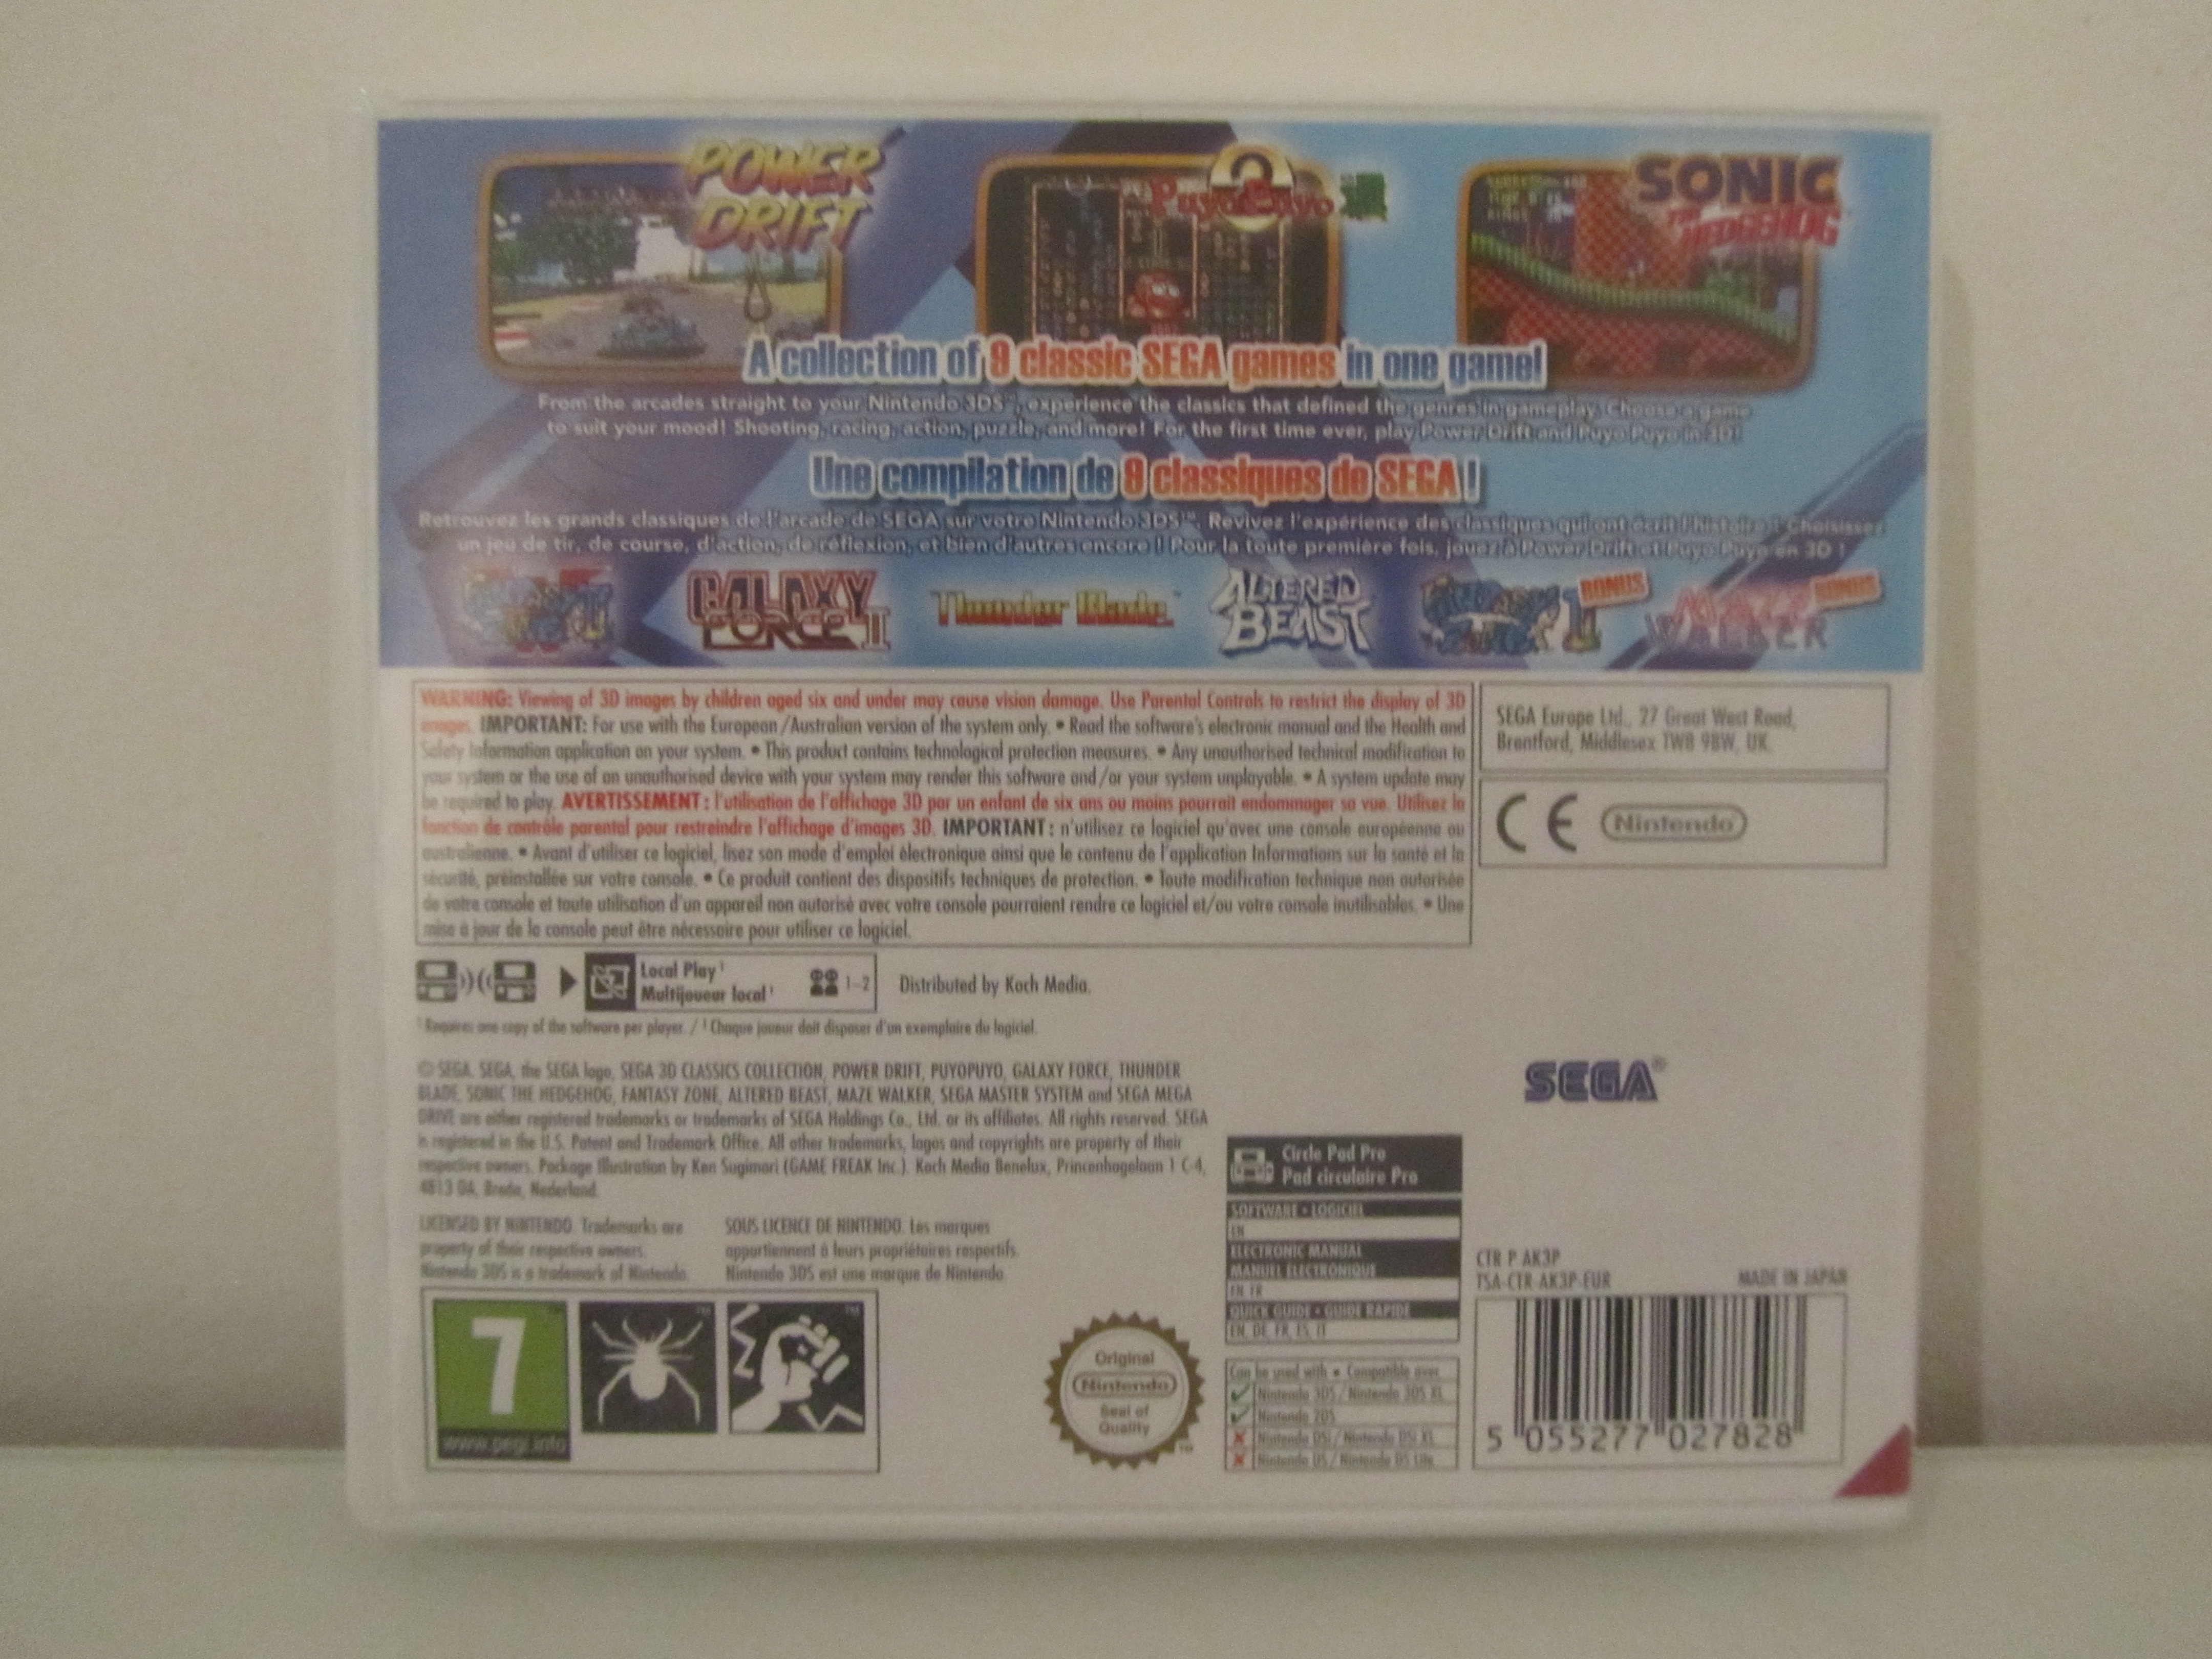 POWER
DRIFT
Puyo Puyo 2 通
SONIC
THE
HEDGEHOG
A collection of 9 classic SEGA games in one game!
From the arcades straight to your Nintendo 3DS™, experience the classics that defined the genres in gameplay. Choose a game
to suit your mood! Shooting, racing, action, puzzle, and more! For the first time ever, play Power Drift and Puyo Puyo in 3D!
Une compilation de 9 classiques de SEGA !
Retrouvez les grands classiques de l'arcade de SEGA sur votre Nintendo 3DS™. Revivez l'expérience des classiques qui ont écrit l'histoire ! Choisissez
un jeu de tir, de course, d'action, de réflexion, et bien d'autres encore ! Pour la toute première fois, jouez à Power Drift et Puyo Puyo en 3D !
FANTASY ZONE
GALAXY
FORCE II
Thunder Blade™
ALTERED
BEAST
FANTASY ZONE II BONUS
MAZE
WALKER BONUS
WARNING: Viewing of 3D images by children aged six and under may cause vision damage. Use Parental Controls to restrict the display of 3D
images. IMPORTANT: For use with the European/Australian version of the system only. • Read the software's electronic manual and the Health and
Safety Information application on your system. • This product contains technological protection measures. • Any unauthorised technical modification to
your system or the use of an unauthorised device with your system may render this software and/or your system unplayable. • A system update may
be required to play. AVERTISSEMENT : l'utilisation de l'affichage 3D par un enfant de six ans ou moins pourrait endommager sa vue. Utilisez la
fonction de contrôle parental pour restreindre l'affichage d'images 3D. IMPORTANT : n'utilisez ce logiciel qu'avec une console européenne ou
australienne. • Avant d'utiliser ce logiciel, lisez son mode d'emploi électronique ainsi que le contenu de l'application Informations sur la santé et la
sécurité, préinstallée sur votre console. • Ce produit contient des dispositifs techniques de protection. • Toute modification technique non autorisée
de votre console et toute utilisation d'un appareil non autorisé avec votre console pourraient rendre ce logiciel et/ou votre console inutilisables. • Une
mise à jour de la console peut être nécessaire pour utiliser ce logiciel.
SEGA Europe Ltd., 27 Great West Road,
Brentford, Middlesex TW8 9BW, UK.
CE Nintendo
Local Play¹
Multijoueur local¹
1-2
Distributed by Koch Media.
¹ Requires one copy of the software per player. / ¹ Chaque joueur doit disposer d'un exemplaire du logiciel.
© SEGA. SEGA, the SEGA logo, SEGA 3D CLASSICS COLLECTION, POWER DRIFT, PUYOPUYO, GALAXY FORCE, THUNDER
BLADE, SONIC THE HEDGEHOG, FANTASY ZONE, ALTERED BEAST, MAZE WALKER, SEGA MASTER SYSTEM and SEGA MEGA
DRIVE are either registered trademarks or trademarks of SEGA Holdings Co., Ltd. or its affiliates. All rights reserved. SEGA
is registered in the U.S. Patent and Trademark Office. All other trademarks, logos and copyrights are property of their
respective owners. Package Illustration by Ken Sugimori (GAME FREAK Inc.). Koch Media Benelux, Princenhagelaan 1 C-4,
4813 DA, Breda, Nederland.
SEGA®
LICENSED BY NINTENDO. Trademarks are
property of their respective owners.
Nintendo 3DS is a trademark of Nintendo.
SOUS LICENCE DE NINTENDO. Les marques
appartiennent à leurs propriétaires respectifs.
Nintendo 3DS est une marque de Nintendo.
Circle Pad Pro
Pad circulaire Pro
SOFTWARE • LOGICIEL
EN
ELECTRONIC MANUAL
MANUEL ÉLECTRONIQUE
EN, FR
QUICK GUIDE • GUIDE RAPIDE
EN, DE, FR, ES, IT
Can be used with • Compatible avec
Nintendo 3DS / Nintendo 3DS XL
Nintendo 2DS
Nintendo DSi / Nintendo DSi XL
Nintendo DS / Nintendo DS Lite
7
www.pegi.info
Original
Nintendo
Seal of
Quality
CTR P AK3P
TSA-CTR-AK3P-EUR
MADE IN JAPAN
5 055277 027828